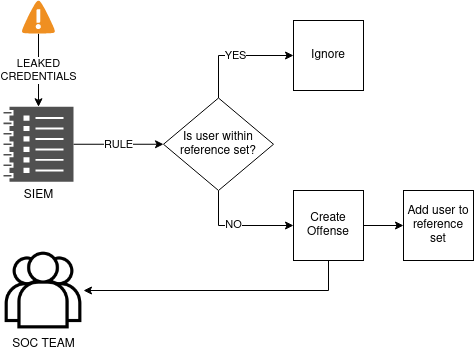 LEAKED
CREDENTIALS
SIEM
RULE
Is user within
reference set?
YES
Ignore
NO
Create
Offense
Add user to
reference
set
SOC TEAM